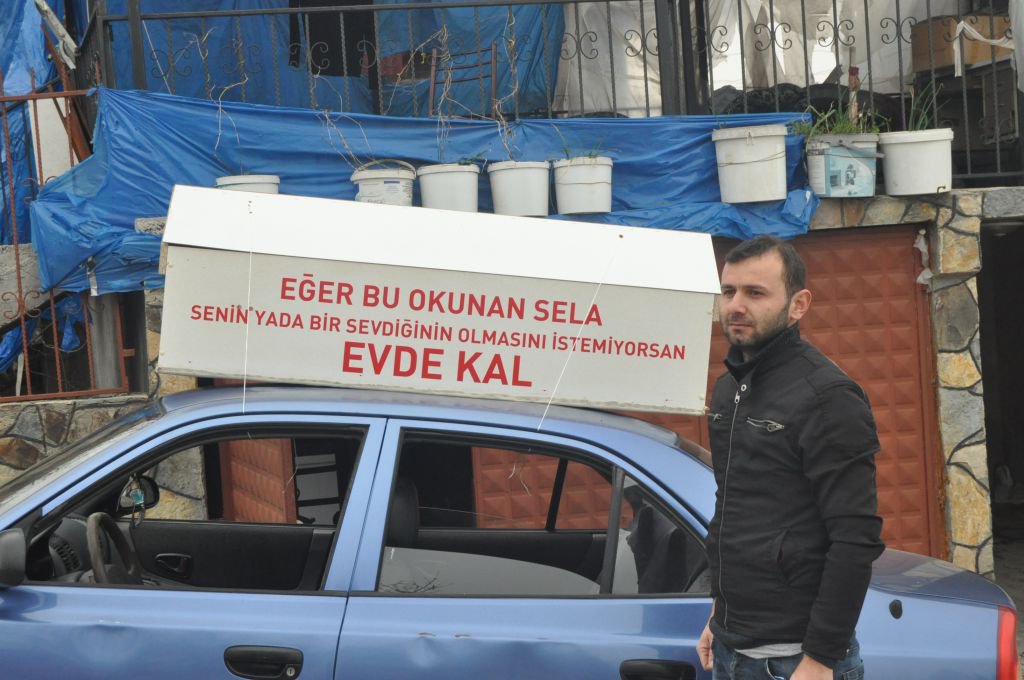 EĞER BU OKUNAN SELA
SENİN YADA BİR SEVDİĞİNİN OLMASINI İSTEMİYORSAN
EVDE KAL